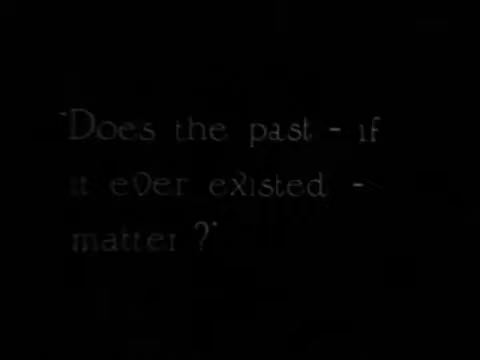 "Does the past - if
it ever existed -
matter?"